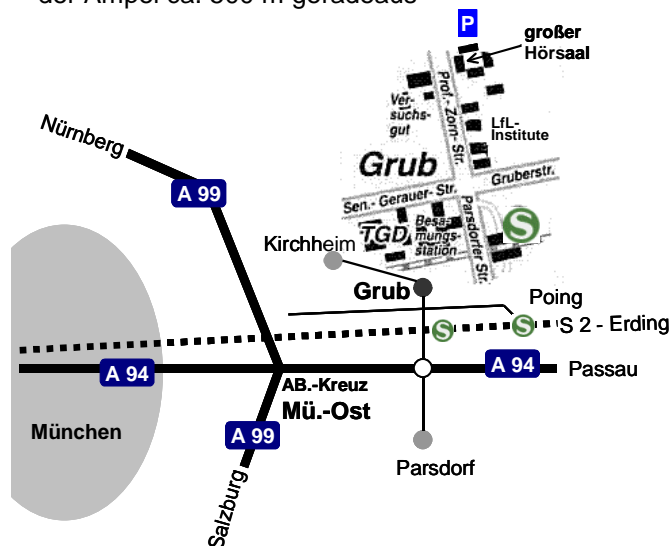 der Ampel ca. 500 m geradeaus
P
großer
Hörsaal
Prof.- Zorn- Str.
Ver-
suchs-
gut
LfL-
Institute
Grub
Gruberstr.
Sen.- Gerauer- Str.
Parsdorfer Str.
S
TGD
Besa-
mungs-
station
Nürnberg
A 99
Kirchheim
Grub
Poing
S
S
S 2 - Erding
A 94
A 94
Passau
AB.-Kreuz
Mü.-Ost
München
A 99
Parsdorf
Salzburg